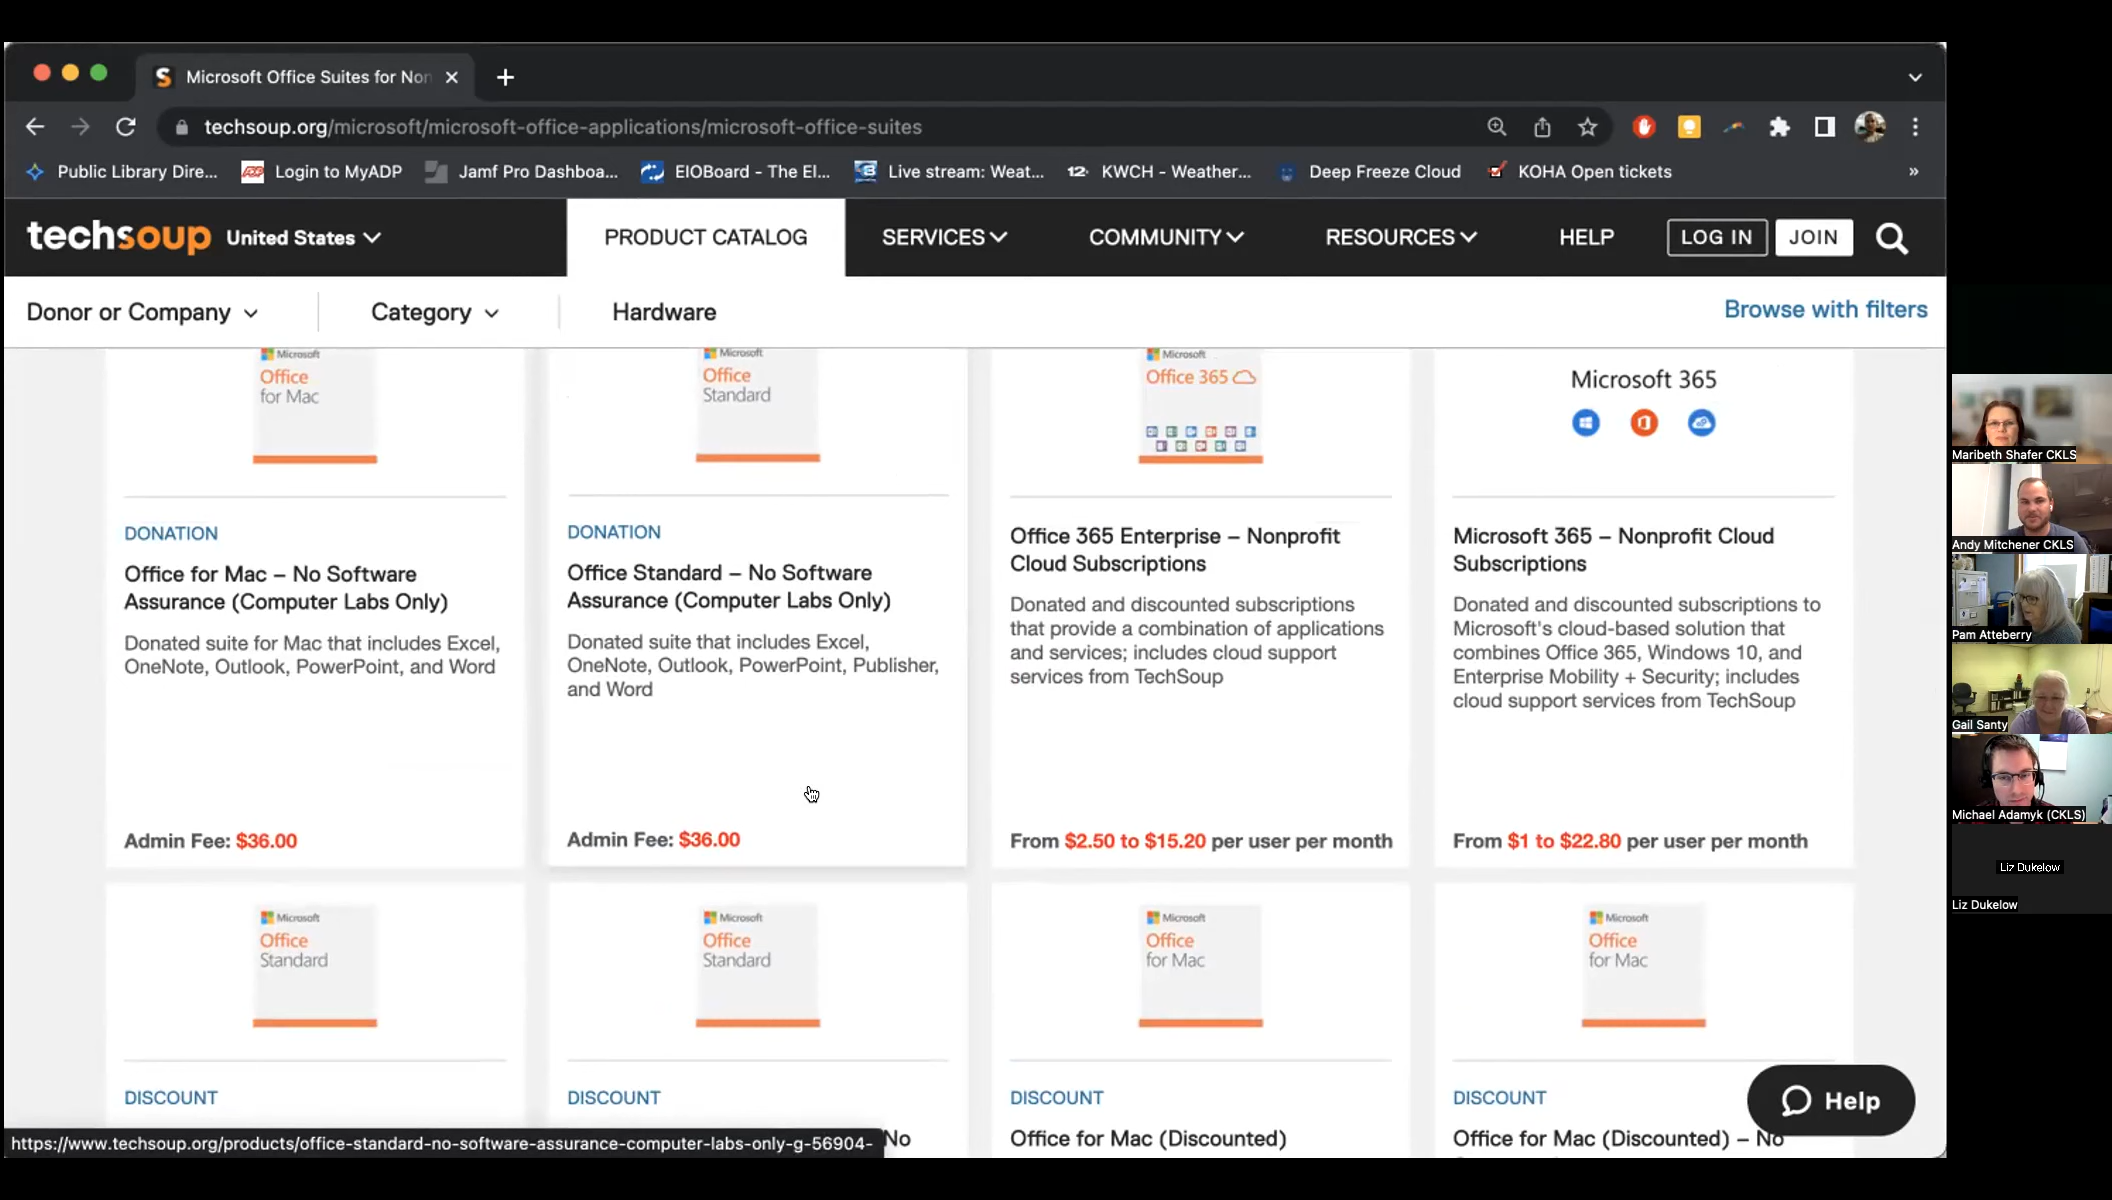 Microsoft Office Suites for Non
techsoup.org/microsoft/microsoft-office-applications/microsoft-office-suites
Public Library Dire... Login to MyADP Jamf Pro Dashboa... EIOBoard - The El... Live stream: Weat... 12 KWCH - Weather... Deep Freeze Cloud KOHA Open tickets »
techsoup United States PRODUCT CATALOG SERVICES COMMUNITY RESOURCES HELP LOG IN JOIN
Donor or Company Category Hardware Browse with filters
Microsoft
Office
for Mac
DONATION
Office for Mac – No Software
Assurance (Computer Labs Only)
Donated suite for Mac that includes Excel,
OneNote, Outlook, PowerPoint, and Word
Admin Fee: $36.00
Microsoft
Office
Standard
DONATION
Office Standard – No Software
Assurance (Computer Labs Only)
Donated suite that includes Excel,
OneNote, Outlook, PowerPoint, Publisher,
and Word
Admin Fee: $36.00
Microsoft
Office 365
Office 365 Enterprise – Nonprofit
Cloud Subscriptions
Donated and discounted subscriptions
that provide a combination of applications
and services; includes cloud support
services from TechSoup
From $2.50 to $15.20 per user per month
Microsoft 365
Microsoft 365 – Nonprofit Cloud
Subscriptions
Donated and discounted subscriptions to
Microsoft's cloud-based solution that
combines Office 365, Windows 10, and
Enterprise Mobility + Security; includes
cloud support services from TechSoup
From $1 to $22.80 per user per month
Microsoft
Office
Standard
DISCOUNT
Microsoft
Office
Standard
DISCOUNT
No
Microsoft
Office
for Mac
DISCOUNT
Office for Mac (Discounted)
Microsoft
Office
for Mac
DISCOUNT
Office for Mac (Discounted) – No
Help
https://www.techsoup.org/products/office-standard-no-software-assurance-computer-labs-only-g-56904-
Maribeth Shafer CKLS
Andy Mitchener CKLS
Pam Atteberry
Gail Santy
Michael Adamyk (CKLS)
Liz Dukelow
Liz Dukelow